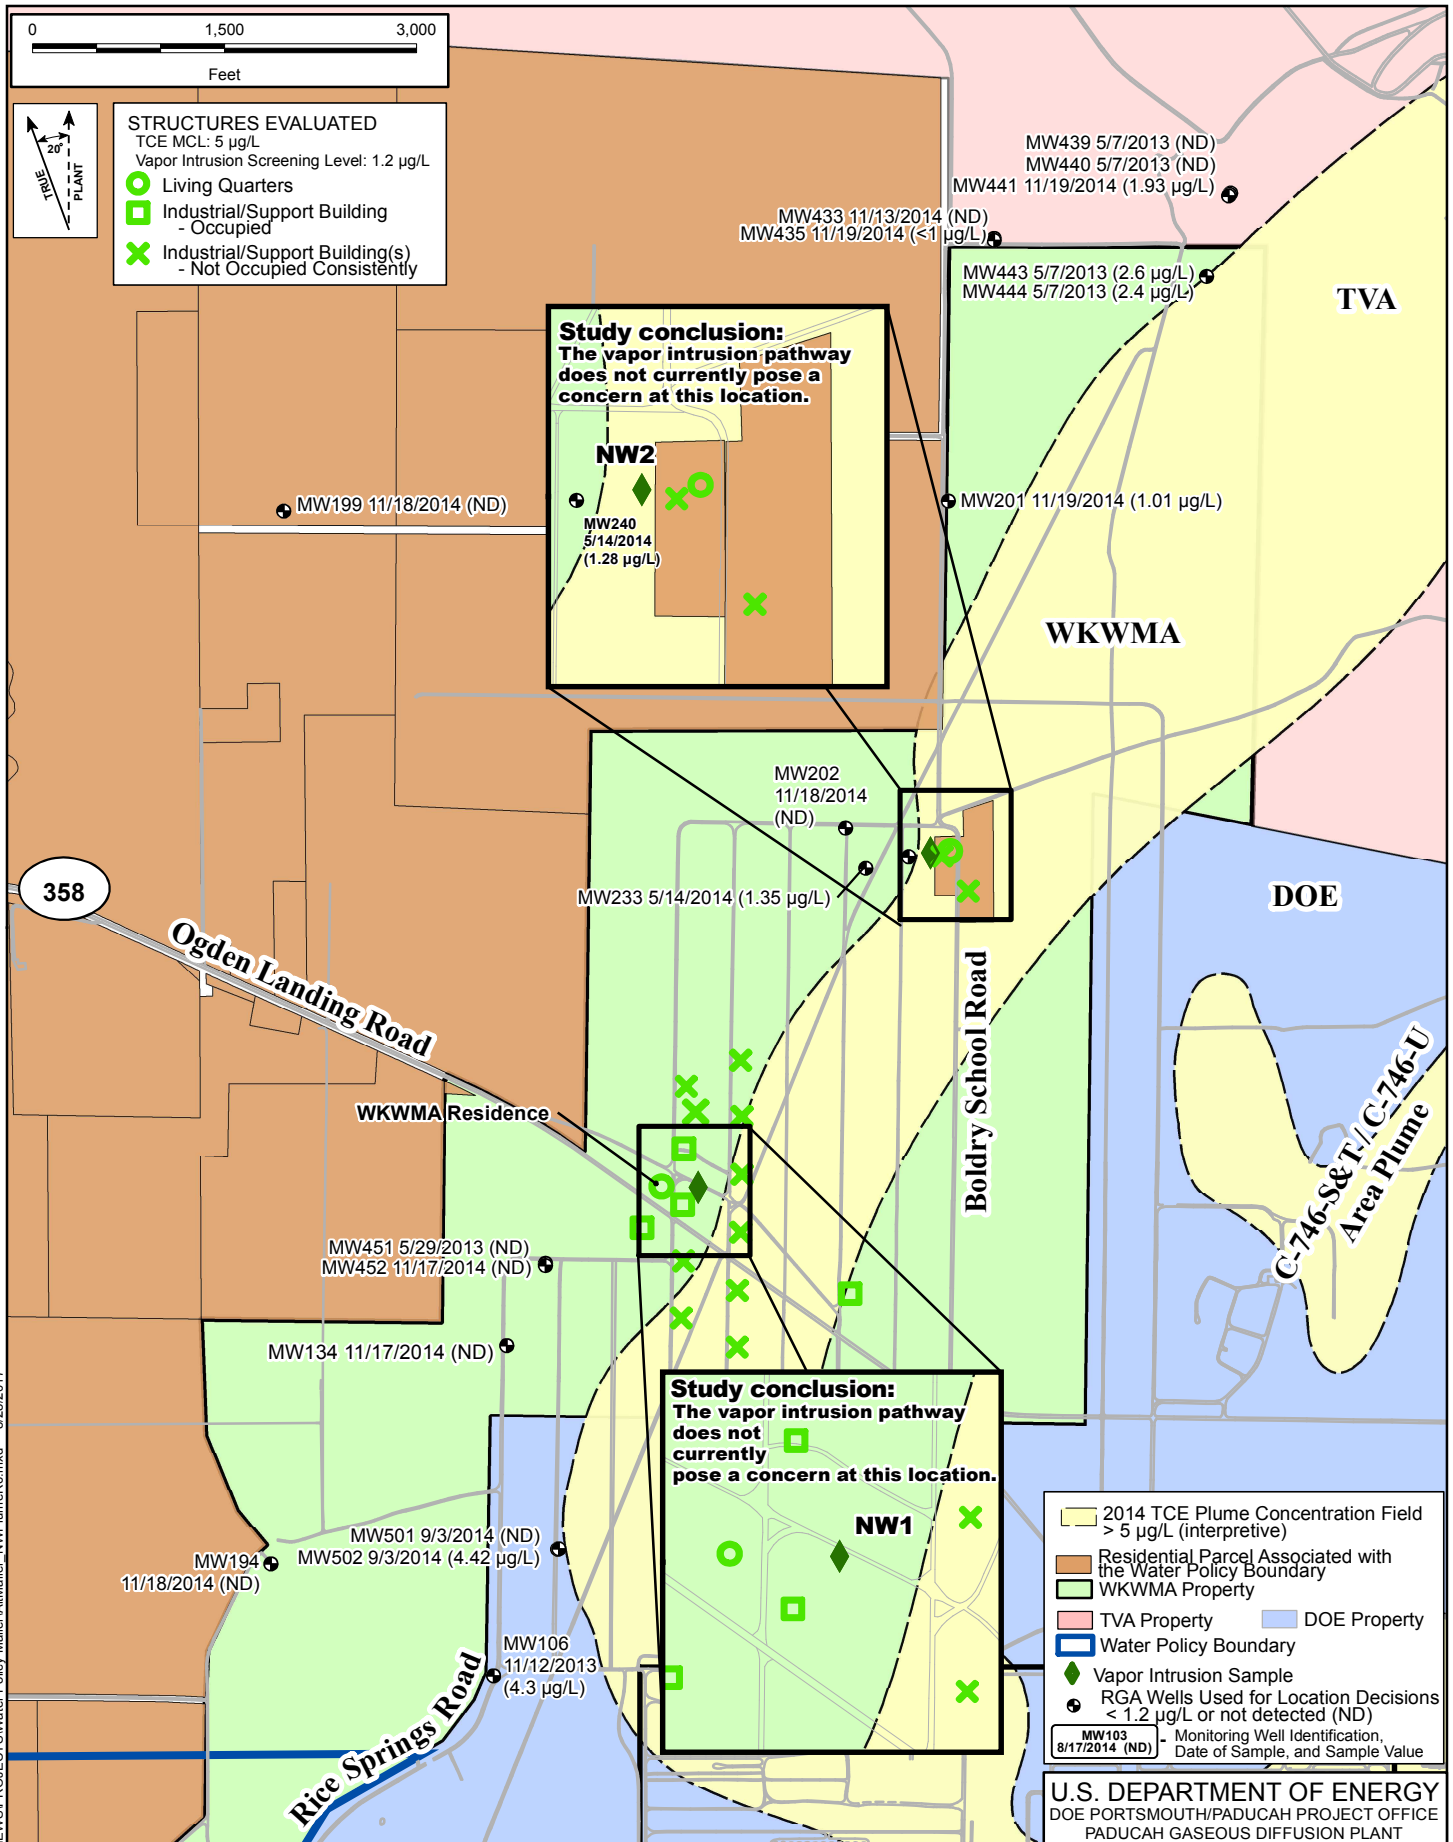 0 1,500 3,000
Feet
TRUE
20°
PLANT
STRUCTURES EVALUATED
TCE MCL: 5 µg/L
Vapor Intrusion Screening Level: 1.2 µg/L
Living Quarters
Industrial/Support Building
- Occupied
Industrial/Support Building(s)
- Not Occupied Consistently
MW439 5/7/2013 (ND)
MW440 5/7/2013 (ND)
MW441 11/19/2014 (1.93 µg/L)
MW433 11/13/2014 (ND)
MW435 11/19/2014 (<1 µg/L)
MW443 5/7/2013 (2.6 µg/L)
MW444 5/7/2013 (2.4 µg/L)
TVA
Study conclusion:
The vapor intrusion pathway
does not currently pose a
concern at this location.
NW2
MW240
5/14/2014
(1.28 µg/L)
MW199 11/18/2014 (ND)
MW201 11/19/2014 (1.01 µg/L)
WKWMA
MW202
11/18/2014
(ND)
MW233 5/14/2014 (1.35 µg/L)
358
DOE
Ogden Landing Road
Boldry School Road
C-746-S&T / C-746-U
Area Plume
WKWMA Residence
MW451 5/29/2013 (ND)
MW452 11/17/2014 (ND)
MW134 11/17/2014 (ND)
Study conclusion:
The vapor intrusion pathway
does not
currently
pose a concern at this location.
NW1
MW501 9/3/2014 (ND)
MW502 9/3/2014 (4.42 µg/L)
MW194
11/18/2014 (ND)
MW106
11/12/2013
(4.3 µg/L)
Rice Springs Road
2014 TCE Plume Concentration Field
> 5 µg/L (interpretive)
Residential Parcel Associated with
the Water Policy Boundary
WKWMA Property
TVA Property
DOE Property
Water Policy Boundary
Vapor Intrusion Sample
RGA Wells Used for Location Decisions
< 1.2 µg/L or not detected (ND)
MW103
8/17/2014 (ND)
- Monitoring Well Identification,
Date of Sample, and Sample Value
U.S. DEPARTMENT OF ENERGY
DOE PORTSMOUTH/PADUCAH PROJECT OFFICE
PADUCAH GASEOUS DIFFUSION PLANT